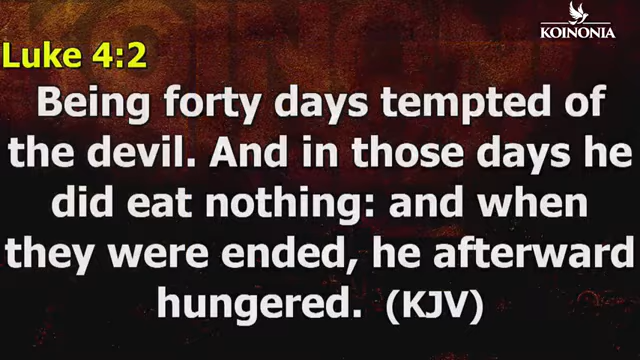 KOINONIA
Luke 4:2
Being forty days tempted of
the devil. And in those days he
did eat nothing: and when
they were ended, he afterward
hungered. (KJV)